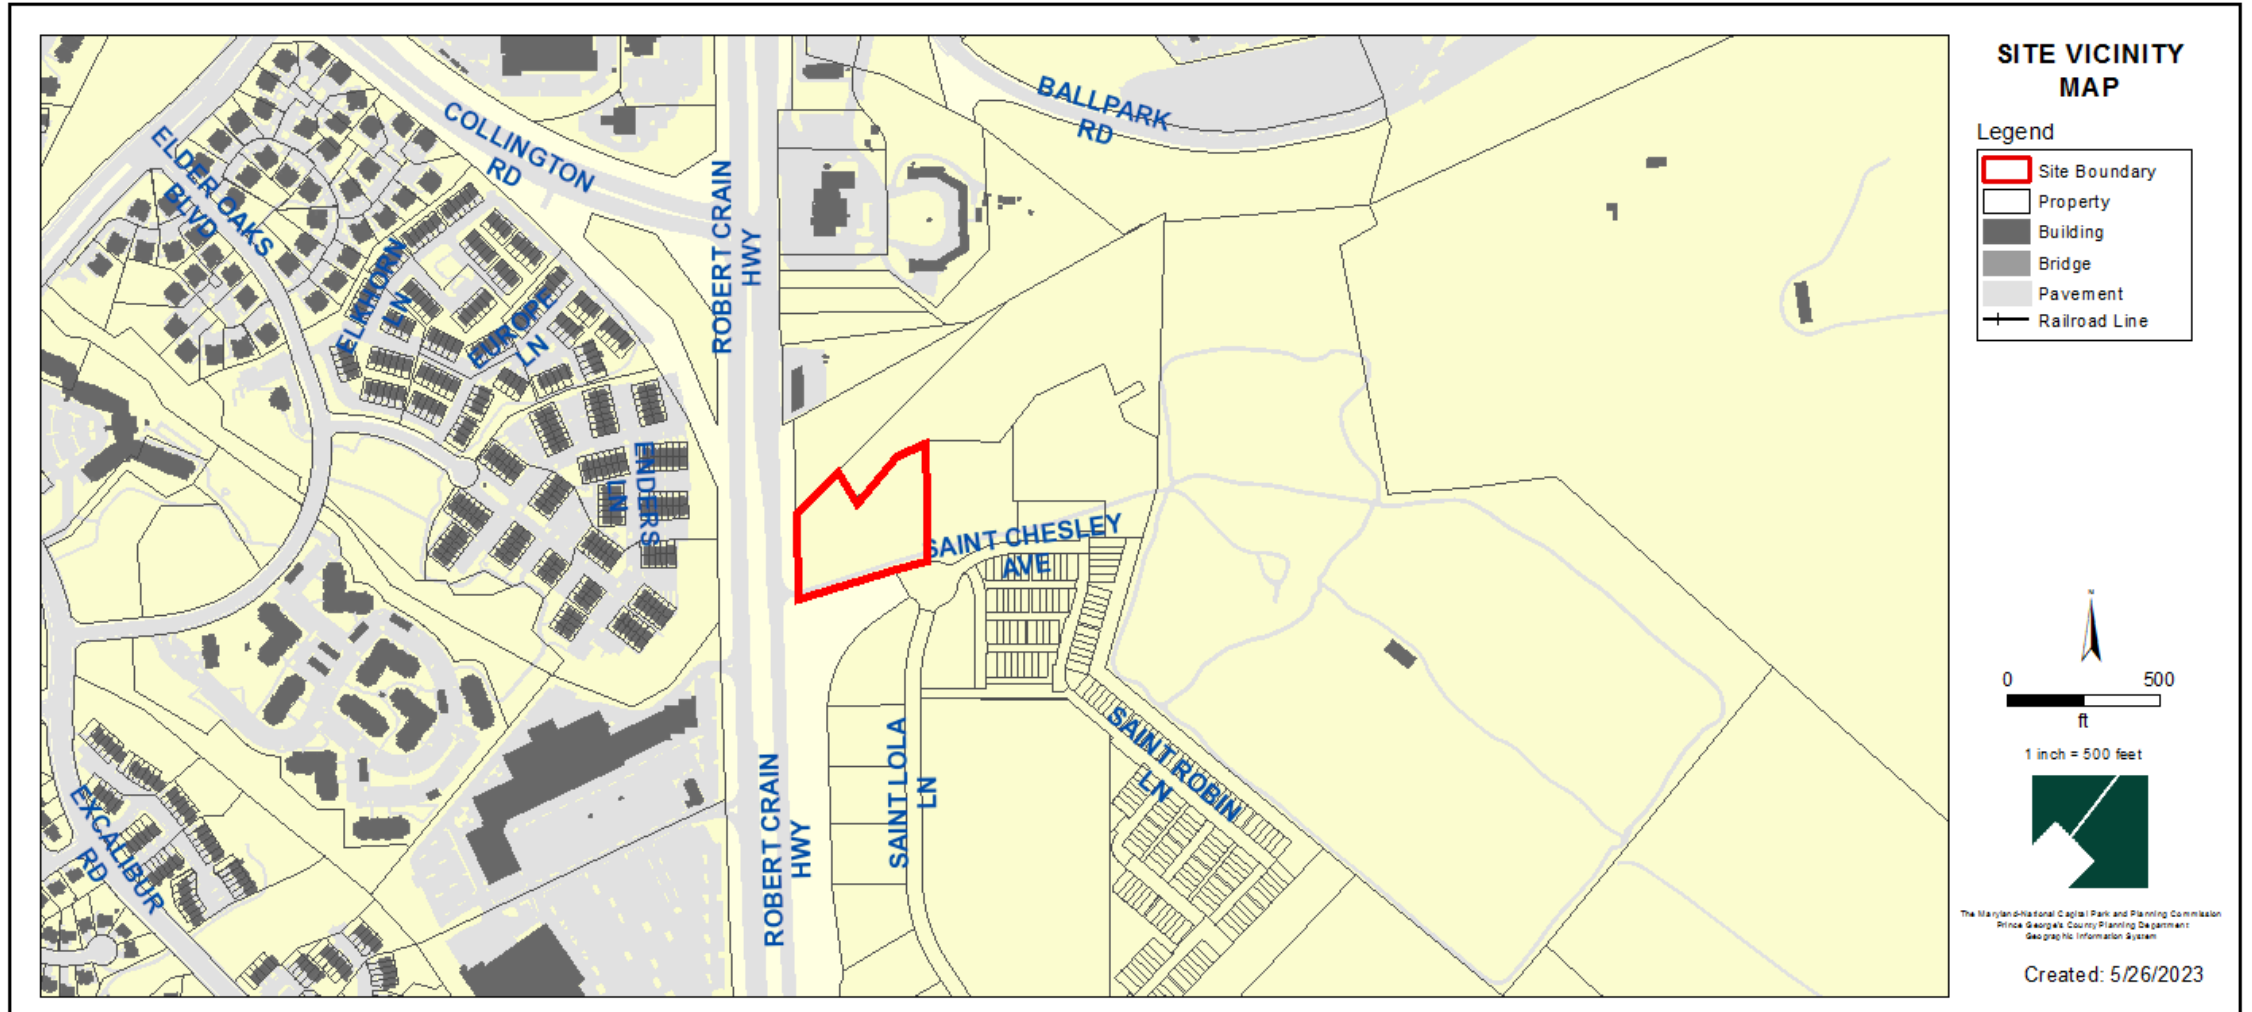 SITE VICINITY
MAP
Legend
Site Boundary
Property
Building
Bridge
Pavement
Railroad Line
COLLINGTON
RD
BALLPARK
RD
ELDER OAKS
BLVD
ROBERT CRAIN
HWY
ELKHORN
LN
EUROPE
LN
ENDERS
LN
SAINT CHESLEY
AVE
SAINT LOLA
LN
SAINT ROBIN
LN
ROBERT CRAIN
HWY
EXCALIBUR
RD
N
0 500
ft
1 inch = 500 feet
The Maryland-National Capital Park and Planning Commission
Prince George's County Planning Department
Geographic Information System
Created: 5/26/2023